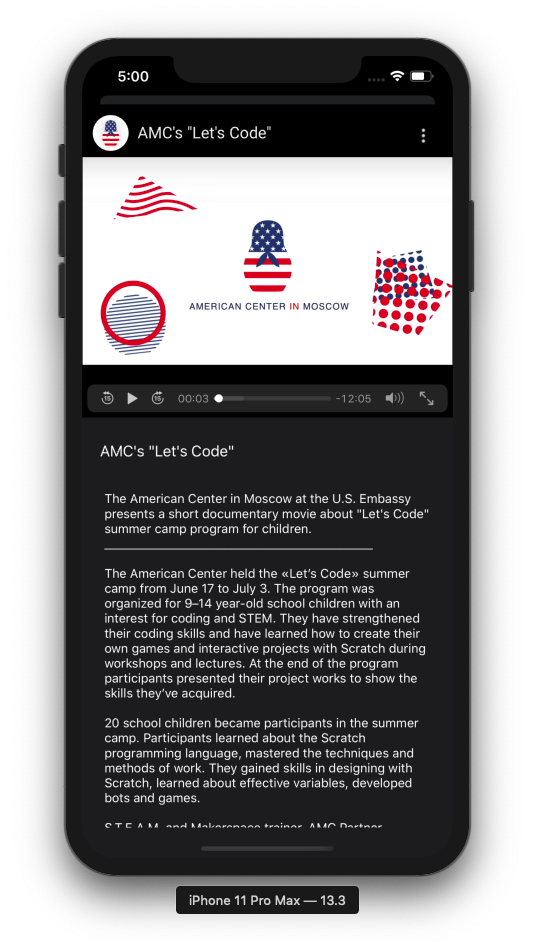 5:00
AMC's "Let's Code"
AMERICAN CENTER IN MOSCOW
15
15
00:03
-12:05
AMC's "Let's Code"
The American Center in Moscow at the U.S. Embassy
presents a short documentary movie about "Let's Code"
summer camp program for children.
The American Center held the «Let’s Code» summer
camp from June 17 to July 3. The program was
organized for 9–14 year-old school children with an
interest for coding and STEM. They have strengthened
their coding skills and have learned how to create their
own games and interactive projects with Scratch during
workshops and lectures. At the end of the program
participants presented their project works to show the
skills they’ve acquired.
20 school children became participants in the summer
camp. Participants learned about the Scratch
programming language, mastered the techniques and
methods of work. They gained skills in designing with
Scratch, learned about effective variables, developed
bots and games.
S.T.E.A.M. and Makerspace trainer, AMC Partner
iPhone 11 Pro Max — 13.3